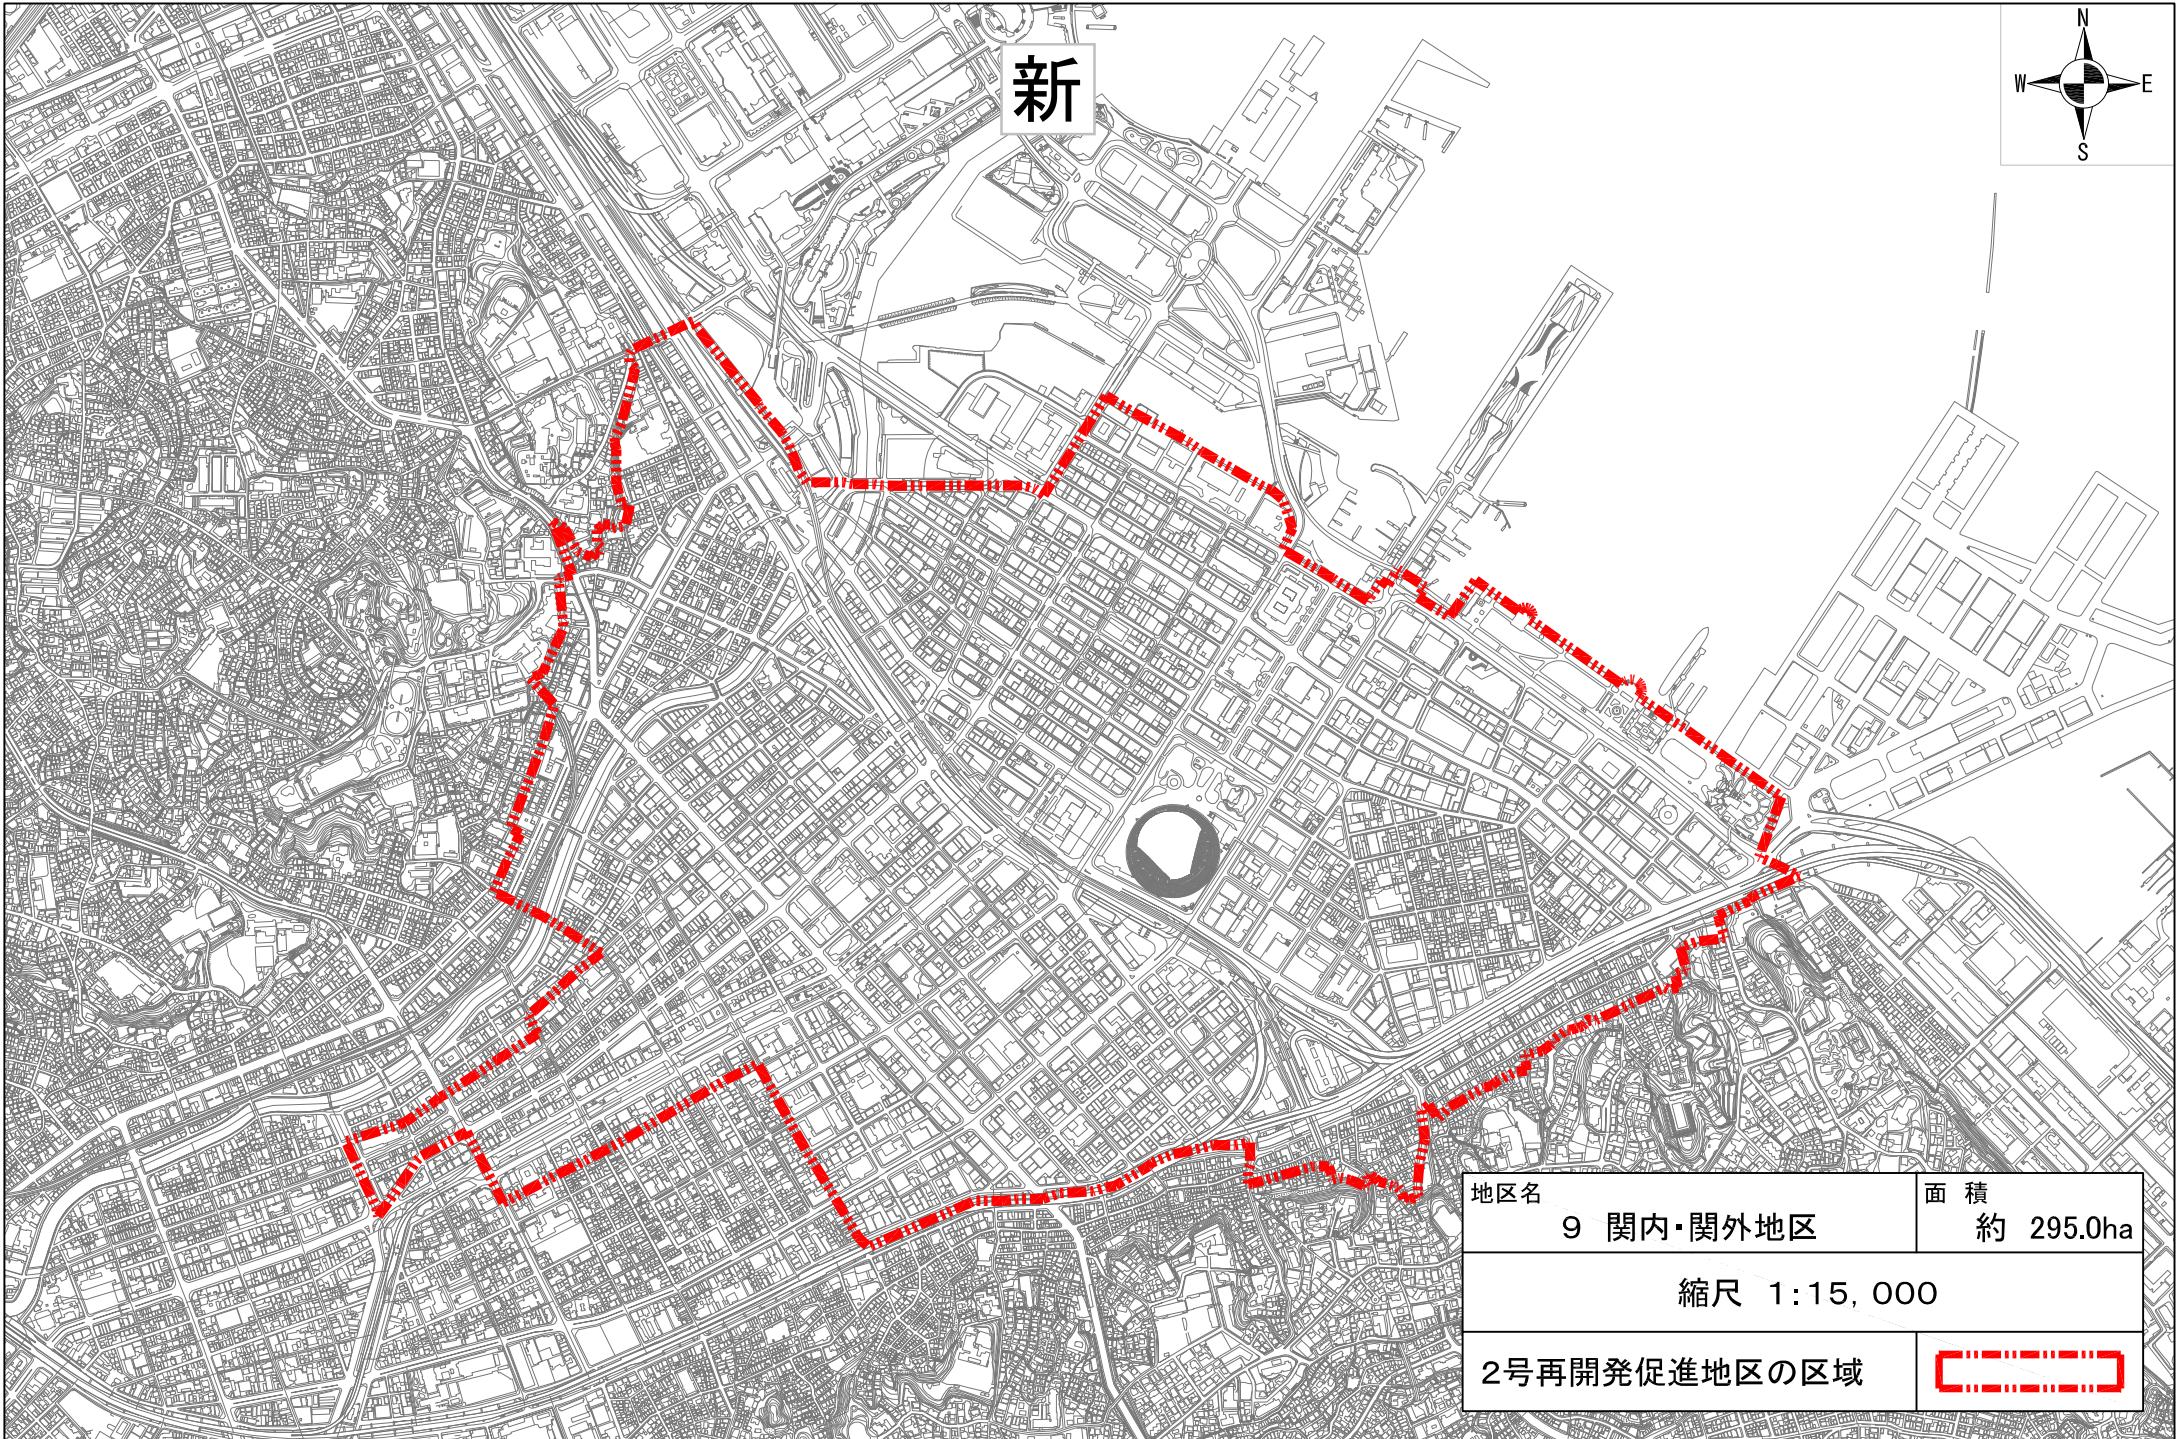 新
N
W E
S
地区名
9 関内・関外地区
面 積
約 295.0ha
縮尺 1:15,000
2号再開発促進地区の区域